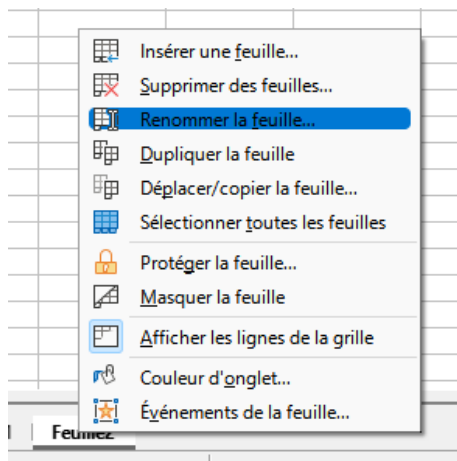 Insérer une feuille...
Supprimer des feuilles...
Renommer la feuille...
Dupliquer la feuille
Déplacer/copier la feuille...
Sélectionner toutes les feuilles
Protéger la feuille...
Masquer la feuille
Afficher les lignes de la grille
Couleur d'onglet...
Événements de la feuille...
Feuille2